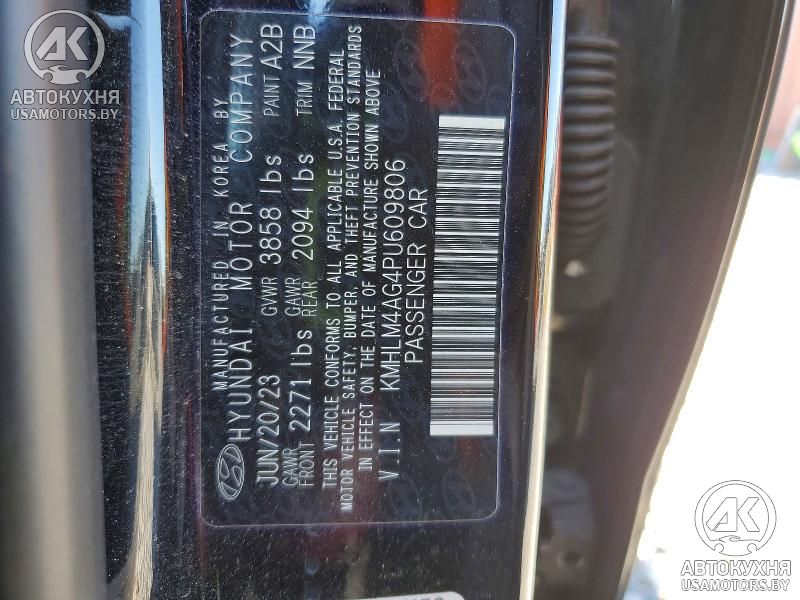 MANUFACTURED IN KOREA BY
HYUNDAI MOTOR COMPANY
JUN/20/23 GVWR 3858 lbs PAINT A2B
GAWR FRONT 2271 lbs GAWR REAR 2094 lbs TRIM NNB
THIS VEHICLE CONFORMS TO ALL APPLICABLE U.S.A. FEDERAL
MOTOR VEHICLE SAFETY, BUMPER, AND THEFT PREVENTION STANDARDS
IN EFFECT ON THE DATE OF MANUFACTURE SHOWN ABOVE
V.I.N KMHLM4AG4PU609806
PASSENGER CAR
AK
АВТОКУХНЯ
USAMOTORS.BY
AK
АВТОКУХНЯ
USAMOTORS.BY